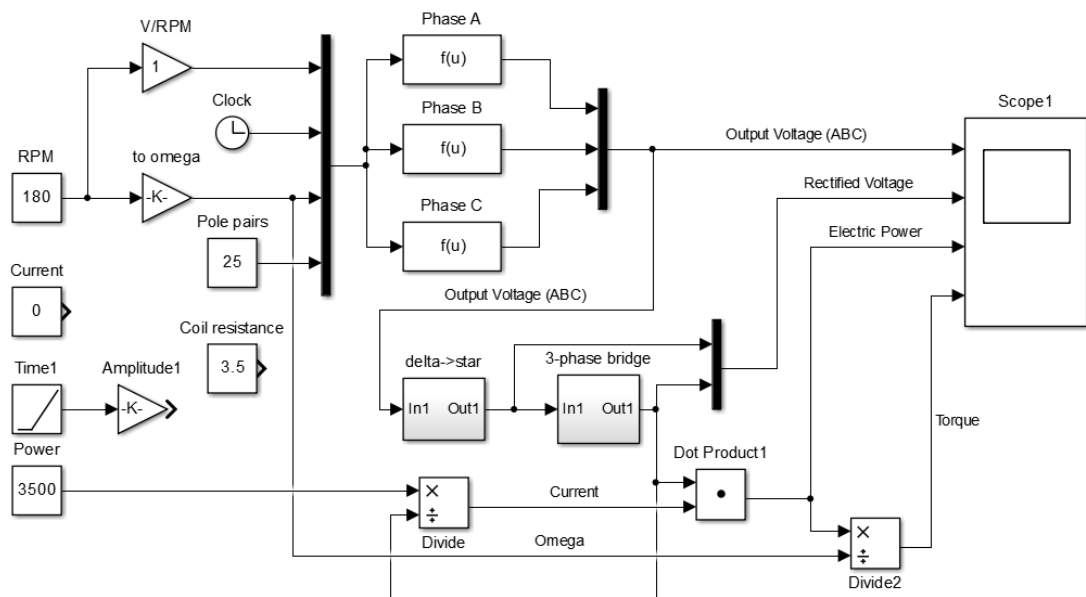 V/RPM
1
Phase A
f(u)
Clock
Phase B
f(u)
Scope1
Output Voltage (ABC)
RPM
180
to omega
-K-
Rectified Voltage
Phase C
f(u)
Pole pairs
25
Electric Power
Current
0
Output Voltage (ABC)
Coil resistance
3.5
Time1
Amplitude1
-K-
delta->star
In1 Out1
3-phase bridge
In1 Out1
Torque
Power
3500
Dot Product1
Current
×
÷
Divide
Omega
×
÷
Divide2